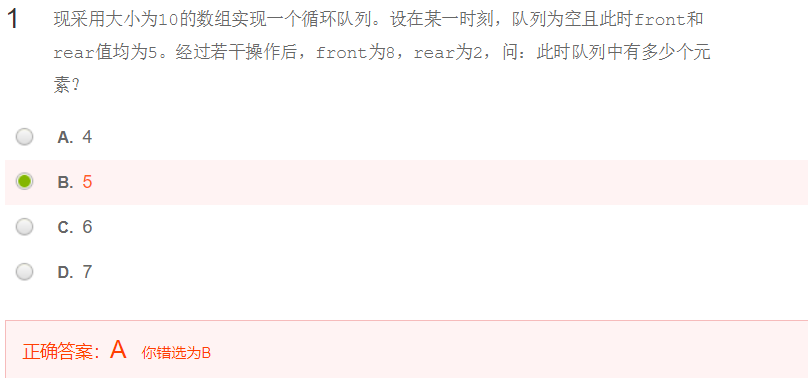 1 现采用大小为10的数组实现一个循环队列。设在某一时刻，队列为空且此时front和
rear值均为5。经过若干操作后，front为8，rear为2，问：此时队列中有多少个元
素？
A. 4
B. 5
C. 6
D. 7
正确答案：A 你错选为B